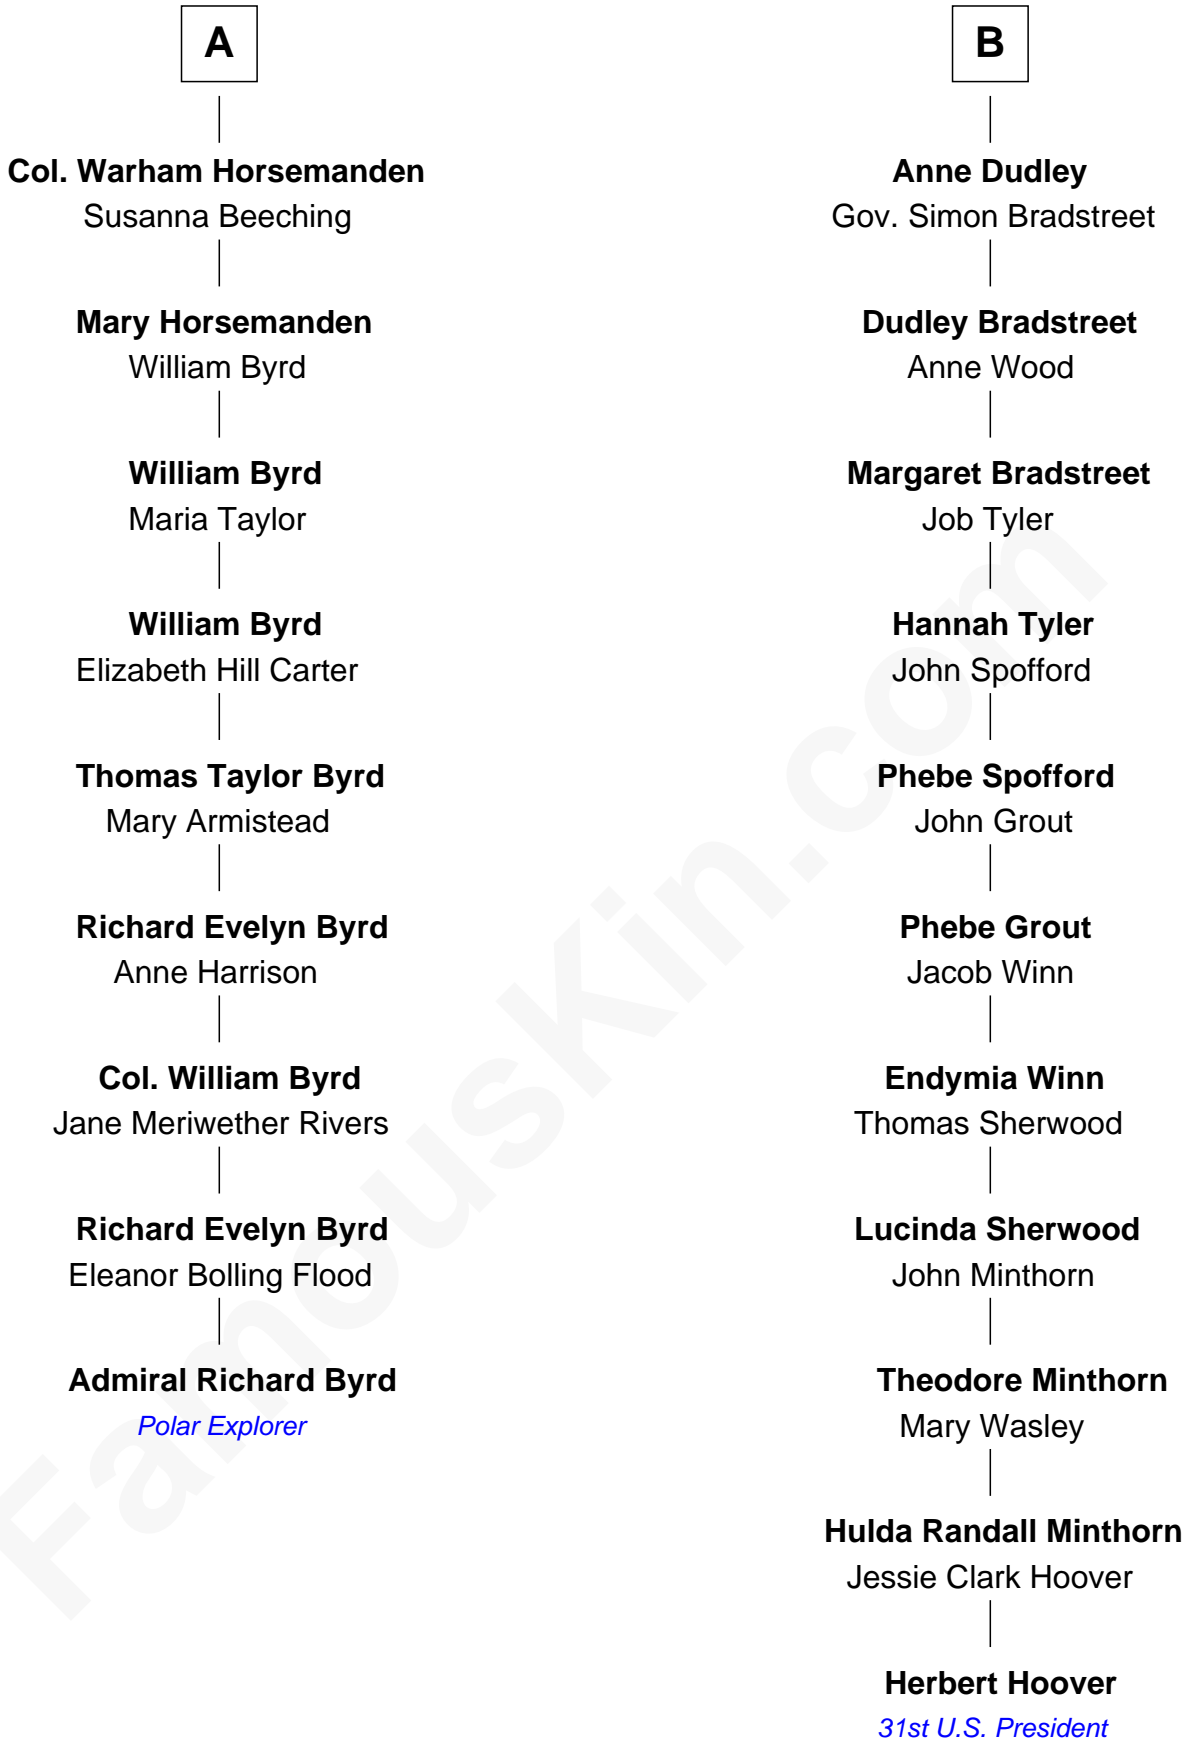 A
Col. Warham Horsemanden
Susanna Beeching
Mary Horsemanden
William Byrd
William Byrd
Maria Taylor
William Byrd
Elizabeth Hill Carter
Thomas Taylor Byrd
Mary Armistead
Richard Evelyn Byrd
Anne Harrison
Col. William Byrd
Jane Meriwether Rivers
Richard Evelyn Byrd
Eleanor Bolling Flood
Admiral Richard Byrd
Polar Explorer
B
Anne Dudley
Gov. Simon Bradstreet
Dudley Bradstreet
Anne Wood
Margaret Bradstreet
Job Tyler
Hannah Tyler
John Spofford
Phebe Spofford
John Grout
Phebe Grout
Jacob Winn
Endymia Winn
Thomas Sherwood
Lucinda Sherwood
John Minthorn
Theodore Minthorn
Mary Wasley
Hulda Randall Minthorn
Jessie Clark Hoover
Herbert Hoover
31st U.S. President
FamousKin.com